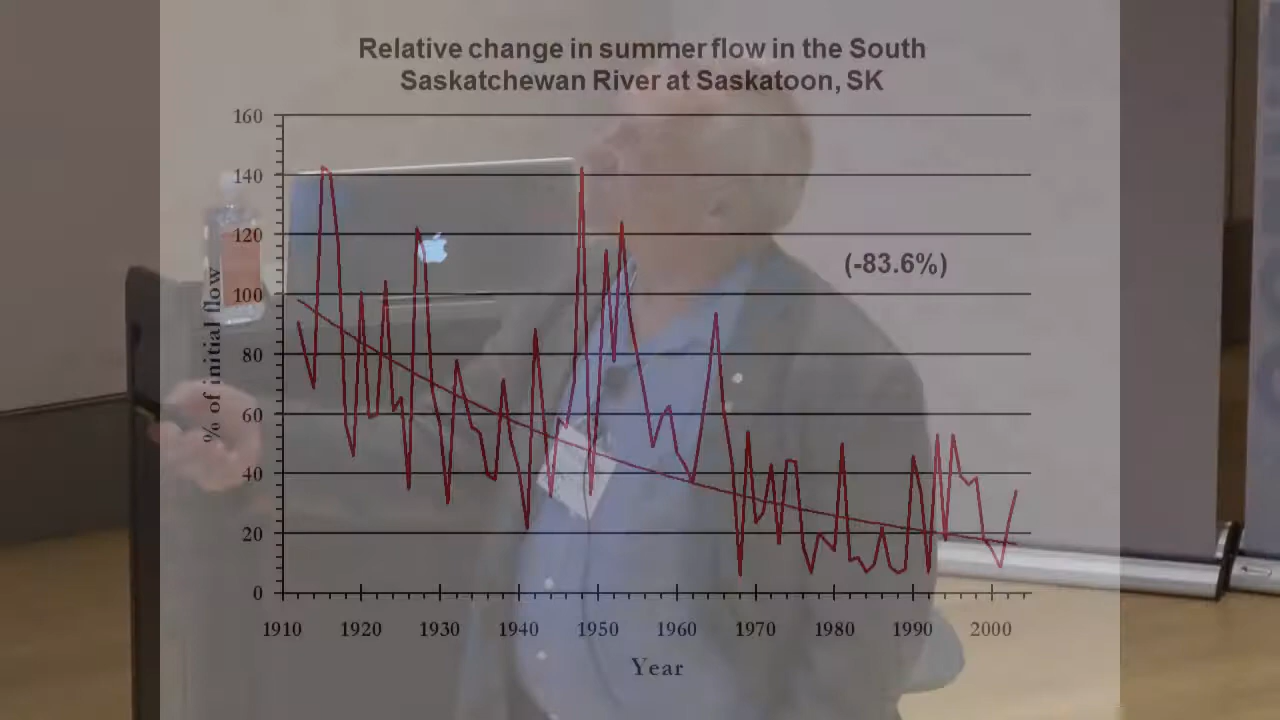 Relative change in summer flow in the South
Saskatchewan River at Saskatoon, SK
160
140
120
100
80
60
40
20
0
% of initial flow
(-83.6%)
1910 1920 1930 1940 1950 1960 1970 1980 1990 2000
Year